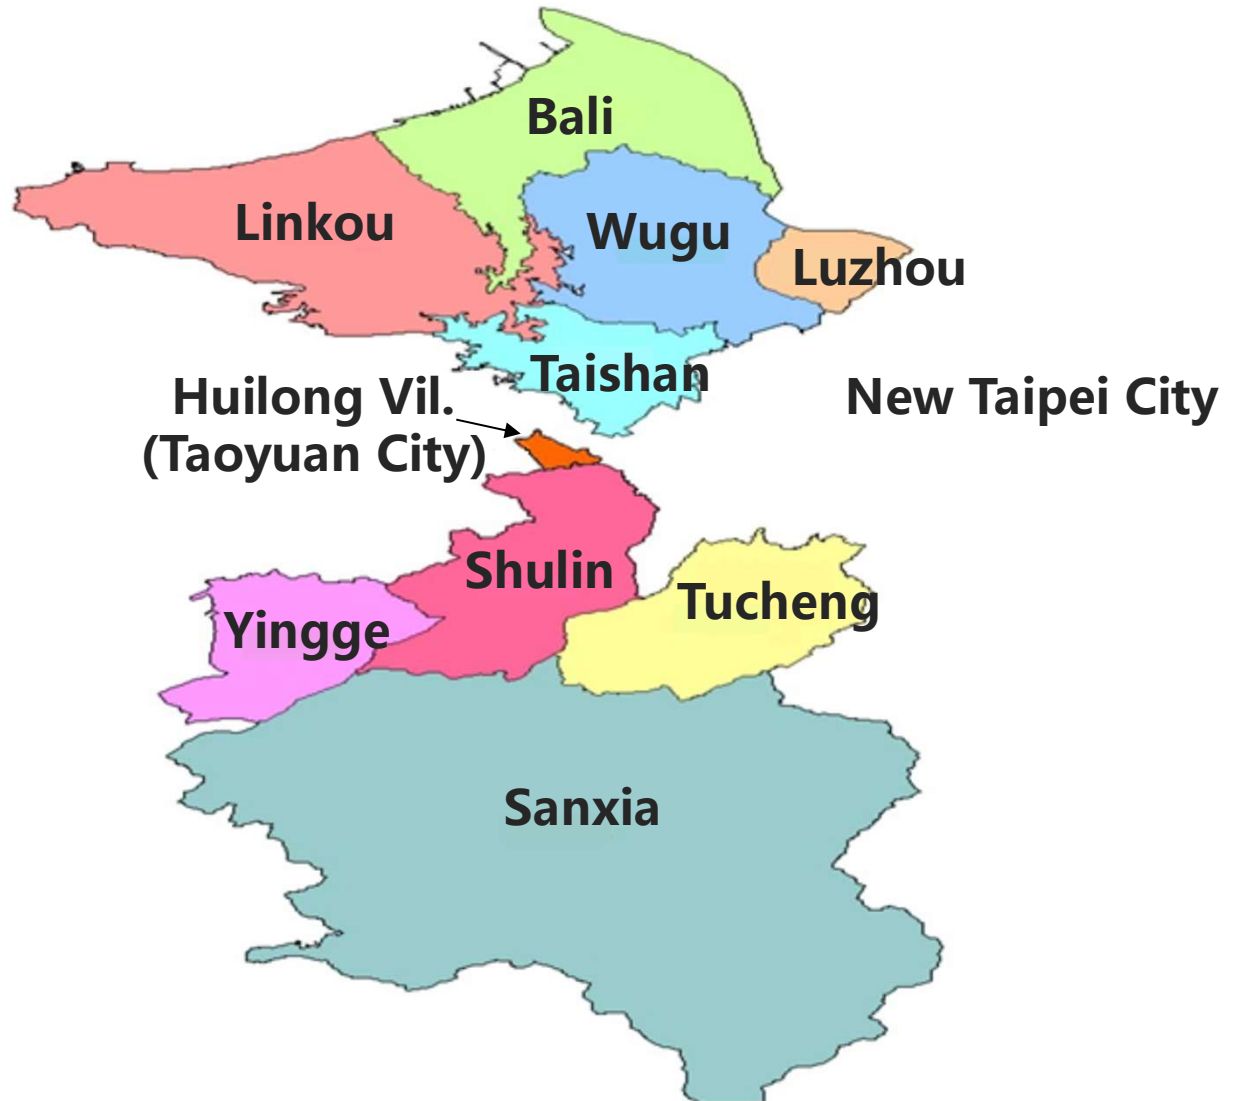 Bali
Linkou
Wugu
Luzhou
Taishan
Huilong Vil.
(Taoyuan City)
New Taipei City
Shulin
Tucheng
Yingge
Sanxia